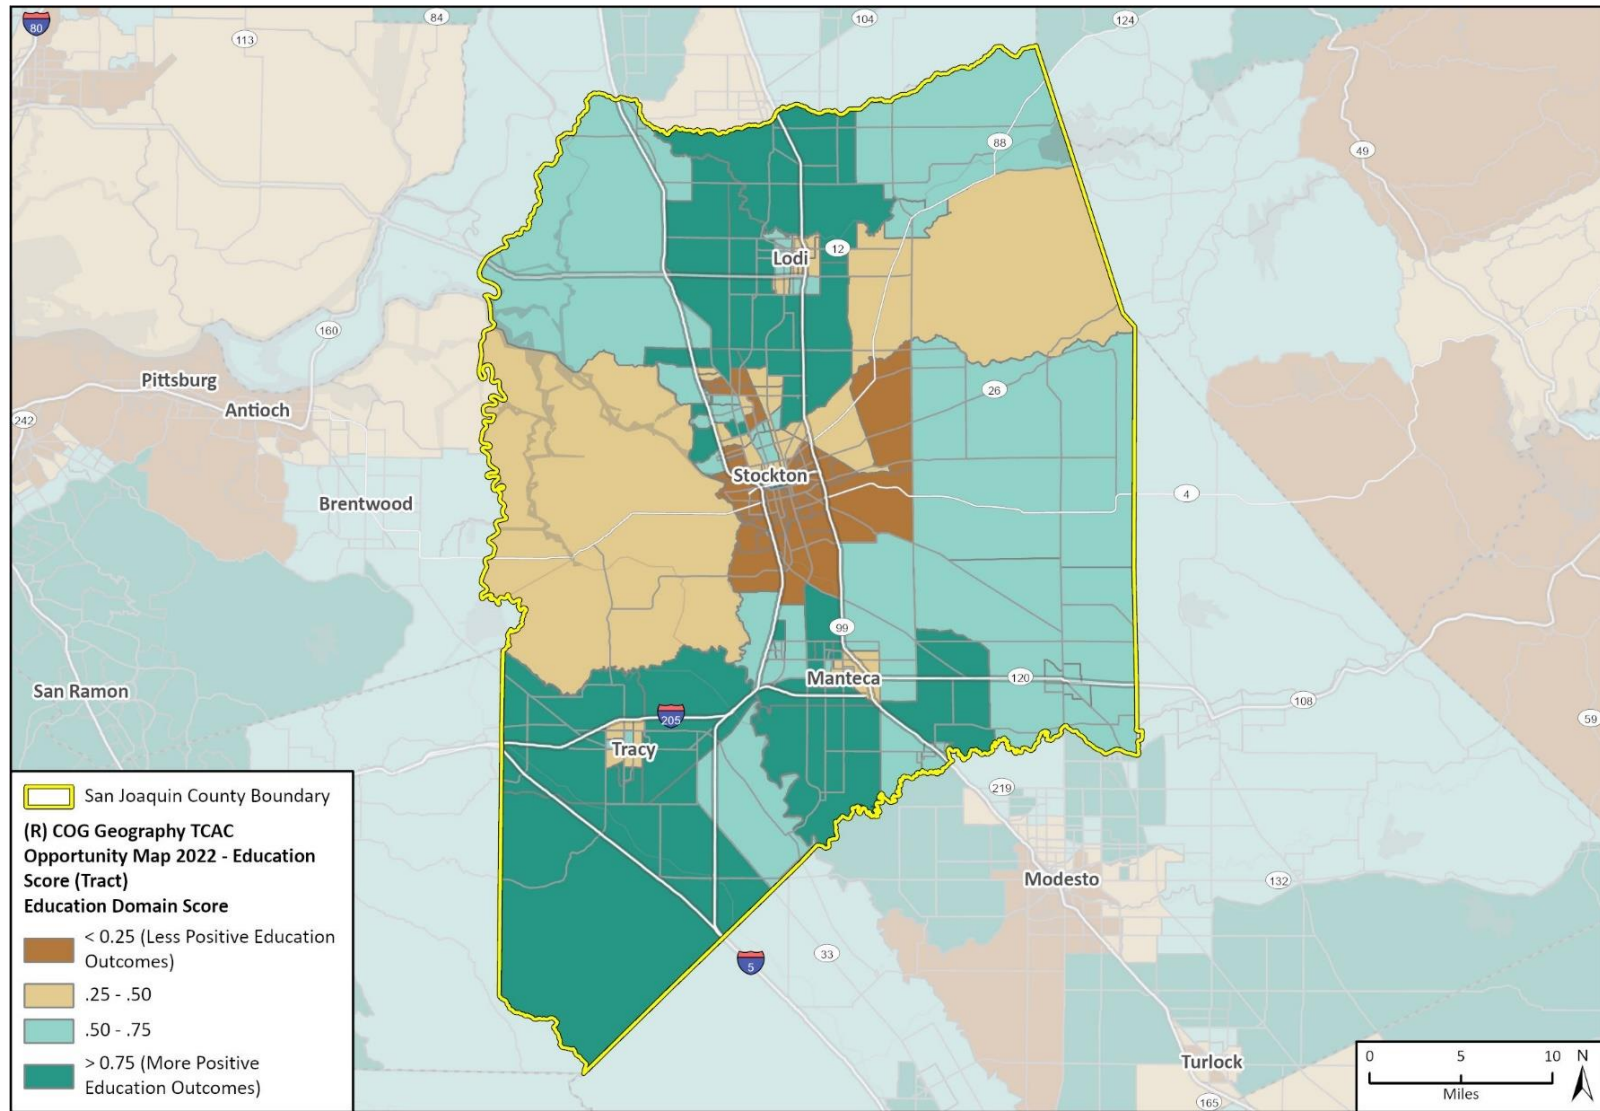 80
84
104
124
113
88
49
Lodi
12
160
Pittsburg
Antioch
242
26
Stockton
4
Brentwood
99
San Ramon
Manteca
120
108
205
59
Tracy
219
Modesto
132
33
5
Turlock
165
San Joaquin County Boundary
(R) COG Geography TCAC
Opportunity Map 2022 - Education
Score (Tract)
Education Domain Score
< 0.25 (Less Positive Education
Outcomes)
.25 - .50
.50 - .75
> 0.75 (More Positive
Education Outcomes)
0 5 10
Miles
N